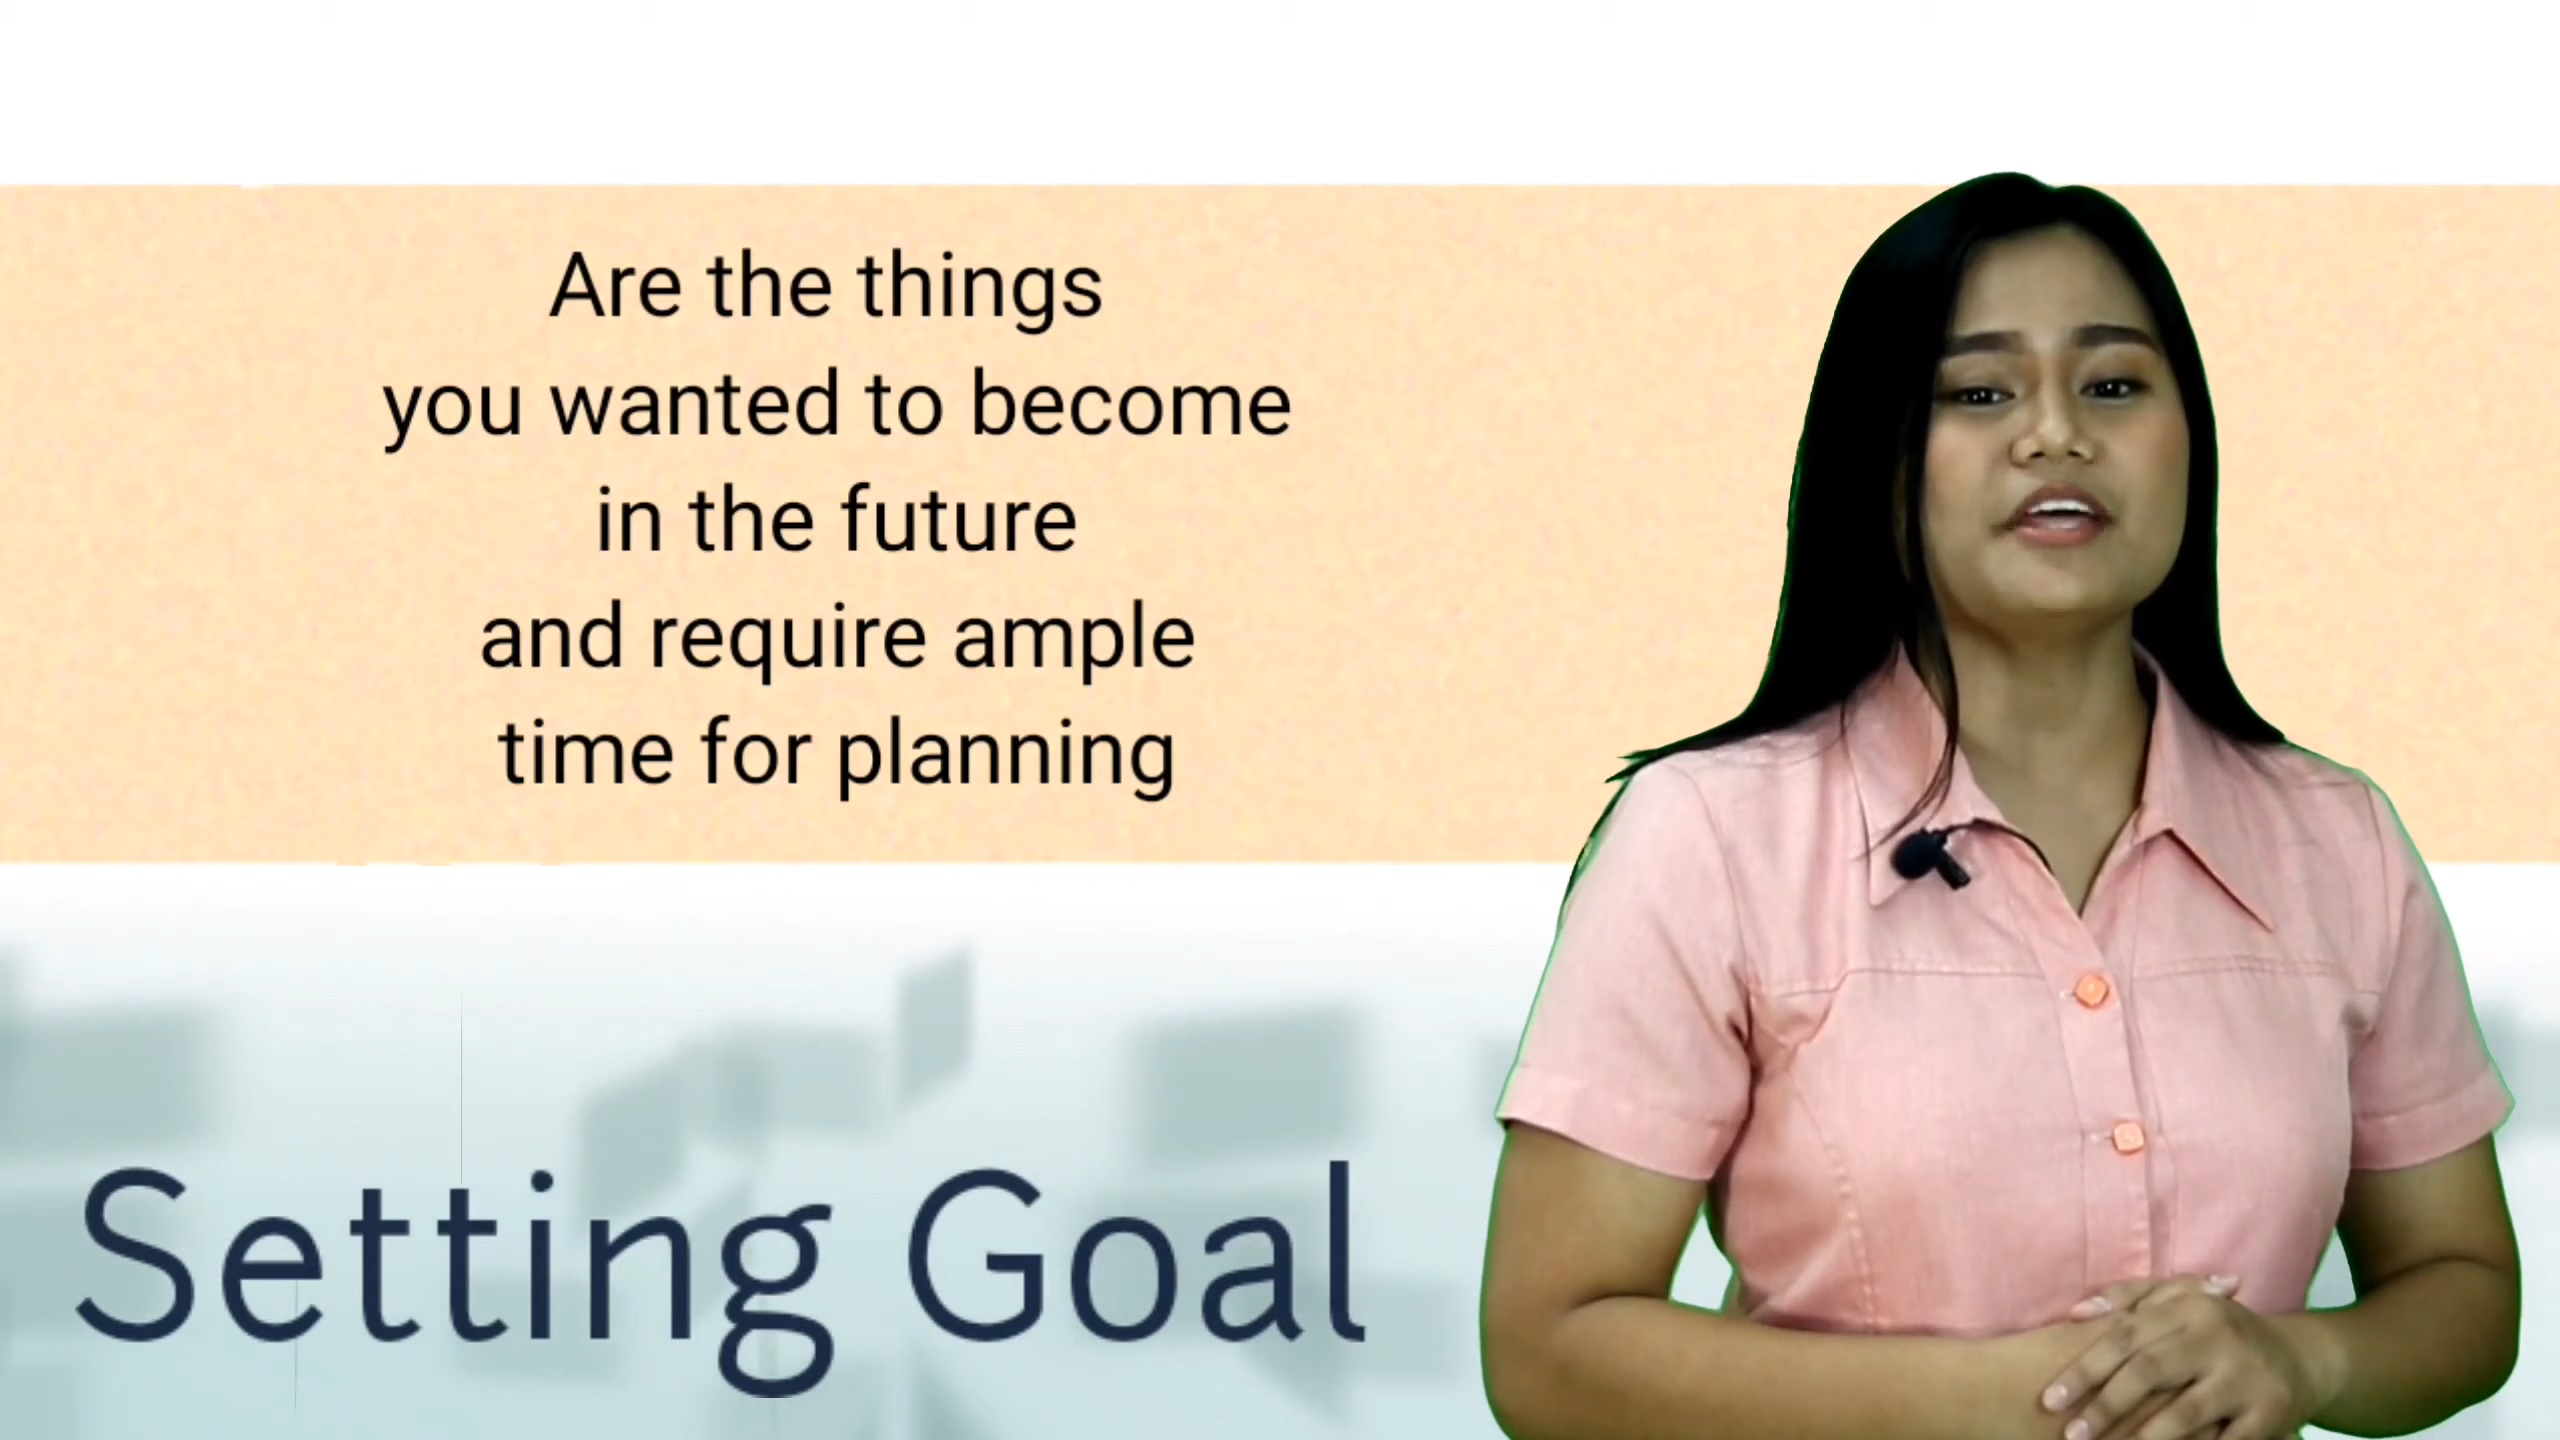 Are the things
you wanted to become
in the future
and require ample
time for planning
Setting Goal